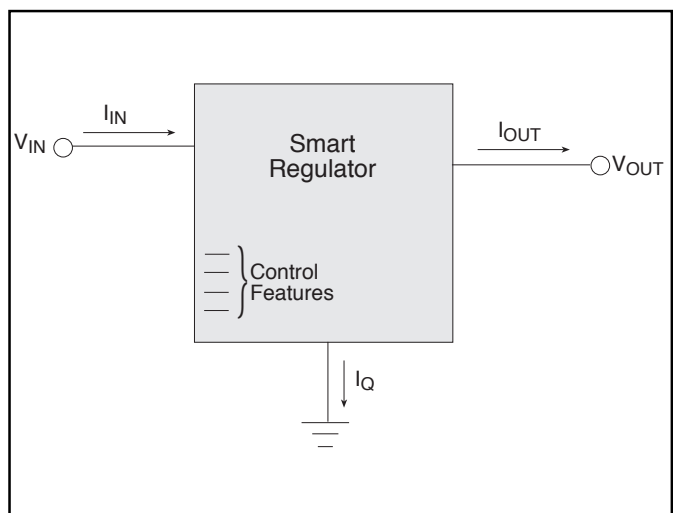 I_IN
V_IN
Smart
Regulator
I_OUT
V_OUT
Control
Features
I_Q